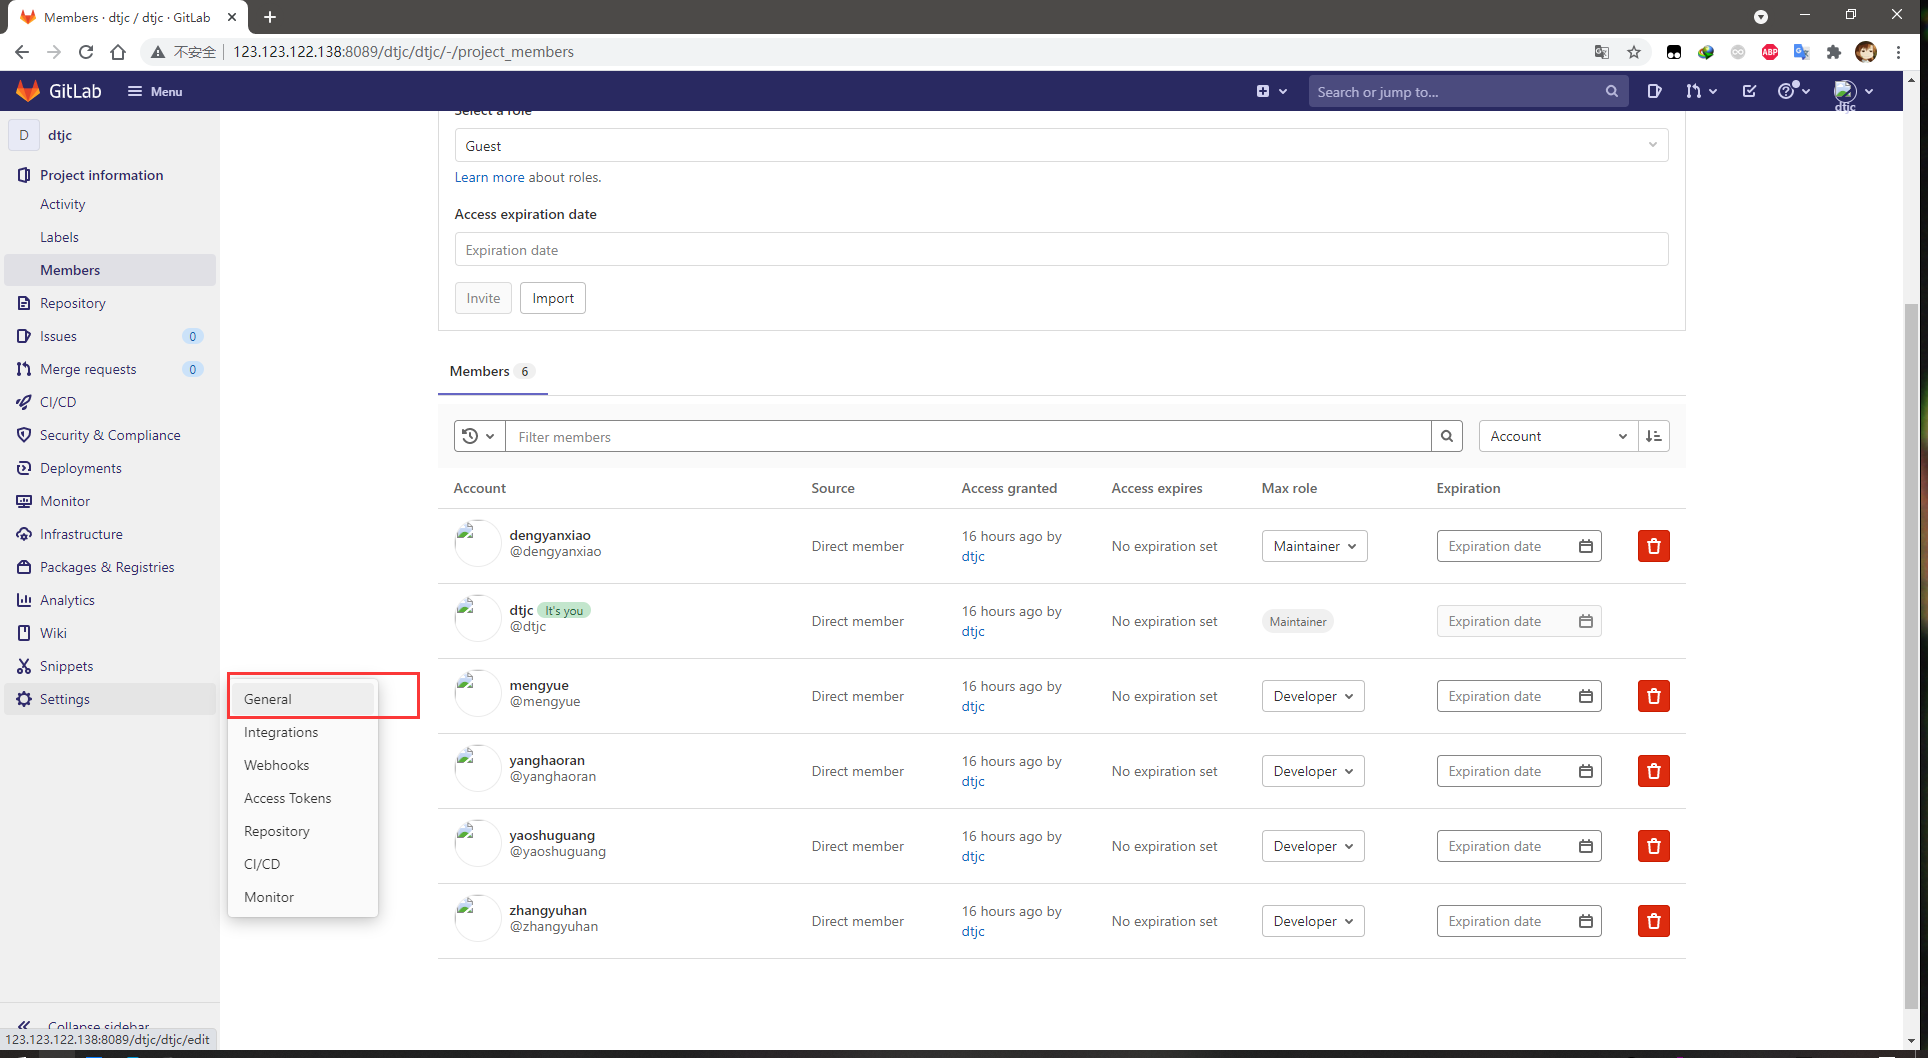 Members · dtjc / dtjc · GitLab
不安全 123.123.122.138:8089/dtjc/dtjc/-/project_members
ABP
GitLab Menu
Search or jump to...
dtjc
D dtjc
Project information
Activity
Labels
Members
Repository
Issues 0
Merge requests 0
CI/CD
Security & Compliance
Deployments
Monitor
Infrastructure
Packages & Registries
Analytics
Wiki
Snippets
Settings
Collapse sidebar
123.123.122.138:8089/dtjc/dtjc/edit
General
Integrations
Webhooks
Access Tokens
Repository
CI/CD
Monitor
Select a role
Guest
Learn more about roles.
Access expiration date
Expiration date
Invite Import
Members 6
Filter members
Account
Account Source Access granted Access expires Max role Expiration
dengyanxiao
@dengyanxiao
Direct member
16 hours ago by
dtjc
No expiration set
Maintainer
Expiration date
dtjc It's you
@dtjc
Direct member
16 hours ago by
dtjc
No expiration set
Maintainer
Expiration date
mengyue
@mengyue
Direct member
16 hours ago by
dtjc
No expiration set
Developer
Expiration date
yanghaoran
@yanghaoran
Direct member
16 hours ago by
dtjc
No expiration set
Developer
Expiration date
yaoshuguang
@yaoshuguang
Direct member
16 hours ago by
dtjc
No expiration set
Developer
Expiration date
zhangyuhan
@zhangyuhan
Direct member
16 hours ago by
dtjc
No expiration set
Developer
Expiration date